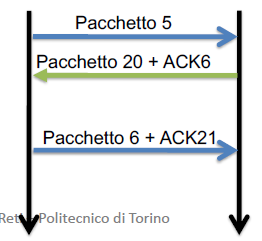 Pacchetto 5
Pacchetto 20 + ACK6
Pacchetto 6 + ACK21
Politecnico di Torino